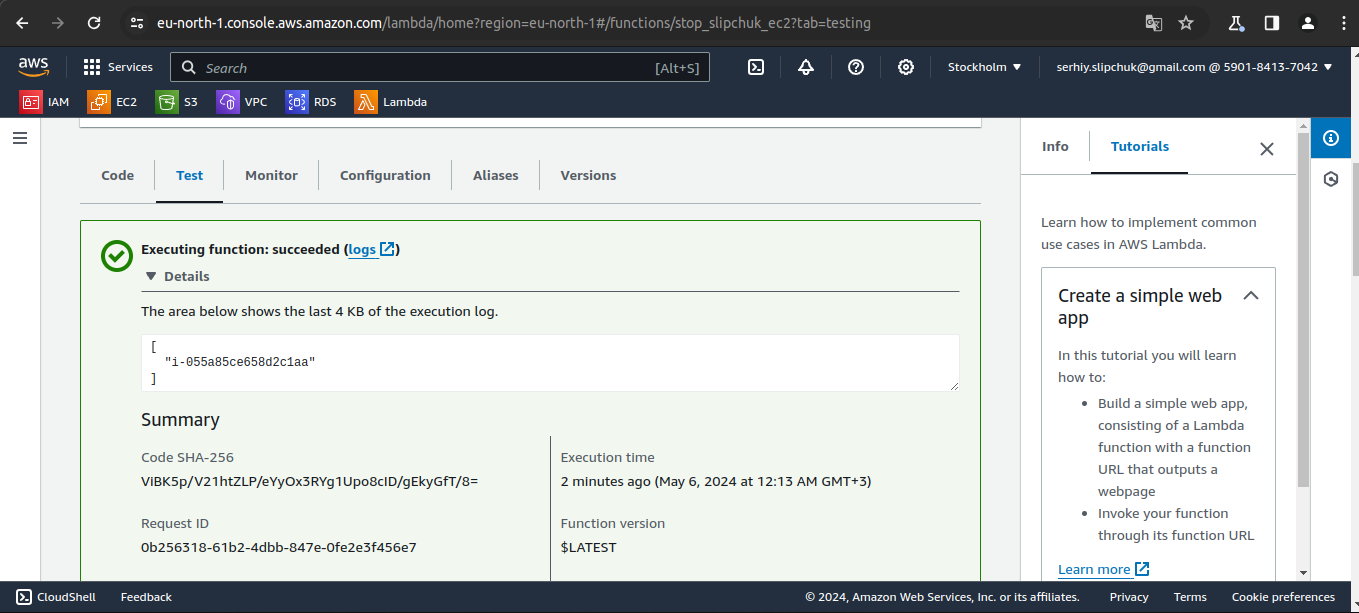 eu-north-1.console.aws.amazon.com/lambda/home?region=eu-north-1#/functions/stop_slipchuk_ec2?tab=testing
aws Services Search [Alt+S] Stockholm serhiy.slipchuk@gmail.com @ 5901-8413-7042
IAM EC2 S3 VPC RDS Lambda
Code Test Monitor Configuration Aliases Versions
Executing function: succeeded (logs)
Details
The area below shows the last 4 KB of the execution log.
[
"i-055a85ce658d2c1aa"
]
Summary
Code SHA-256
ViBK5p/V21htZLP/eYyOx3RYg1Upo8cID/gEkyGfT/8=
Execution time
2 minutes ago (May 6, 2024 at 12:13 AM GMT+3)
Request ID
0b256318-61b2-4dbb-847e-0fe2e3f456e7
Function version
$LATEST
Info Tutorials
Learn how to implement common
use cases in AWS Lambda.
Create a simple web
app
In this tutorial you will learn
how to:
• Build a simple web app,
consisting of a Lambda
function with a function
URL that outputs a
webpage
• Invoke your function
through its function URL
Learn more
CloudShell Feedback © 2024, Amazon Web Services, Inc. or its affiliates. Privacy Terms Cookie preferences